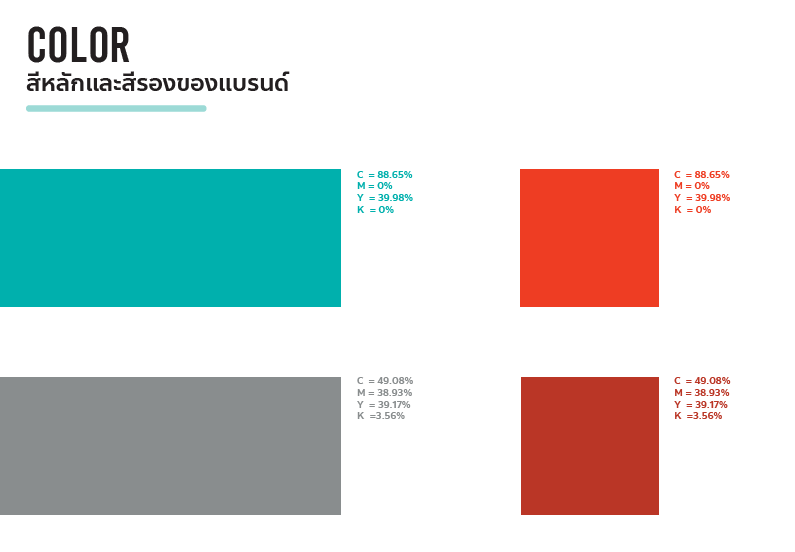 COLOR
สีหลักและสีรองของแบรนด์
C = 88.65%
M = 0%
Y = 39.98%
K = 0%
C = 88.65%
M = 0%
Y = 39.98%
K = 0%
C = 49.08%
M = 38.93%
Y = 39.17%
K =3.56%
C = 49.08%
M = 38.93%
Y = 39.17%
K =3.56%